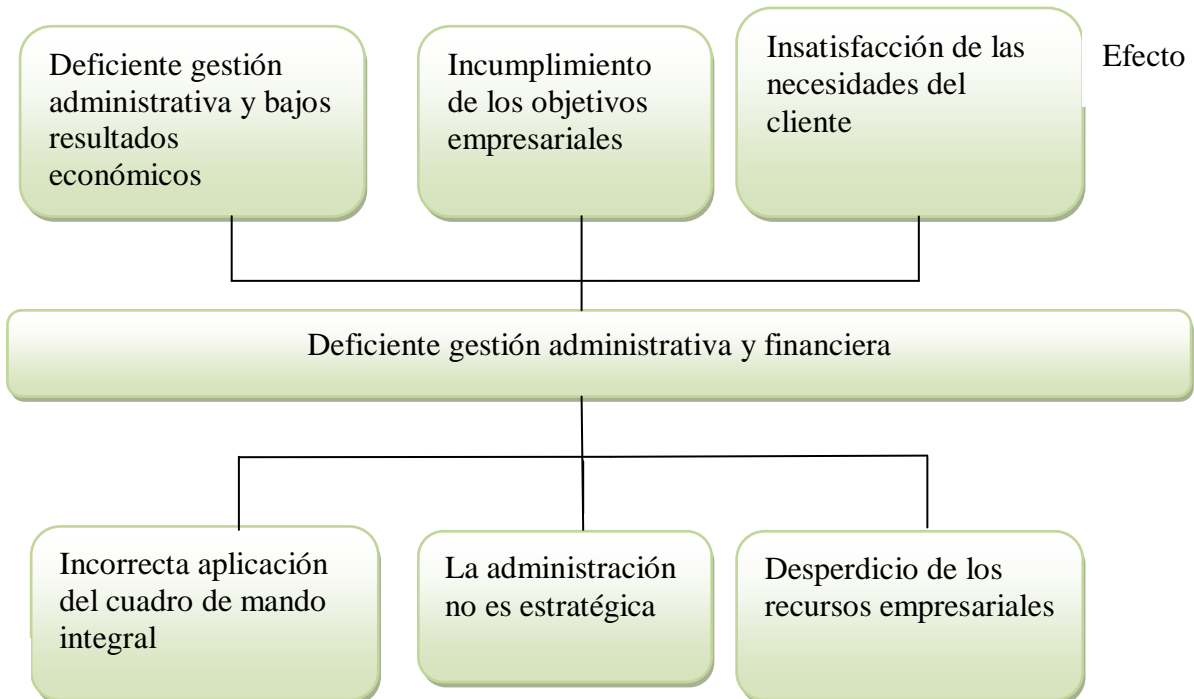 Deficiente gestión
administrativa y bajos
resultados
económicos
Incumplimiento
de los objetivos
empresariales
Insatisfacción de las
necesidades del
cliente
Efecto
Deficiente gestión administrativa y financiera
Incorrecta aplicación
del cuadro de mando
integral
La administración
no es estratégica
Desperdicio de los
recursos empresariales